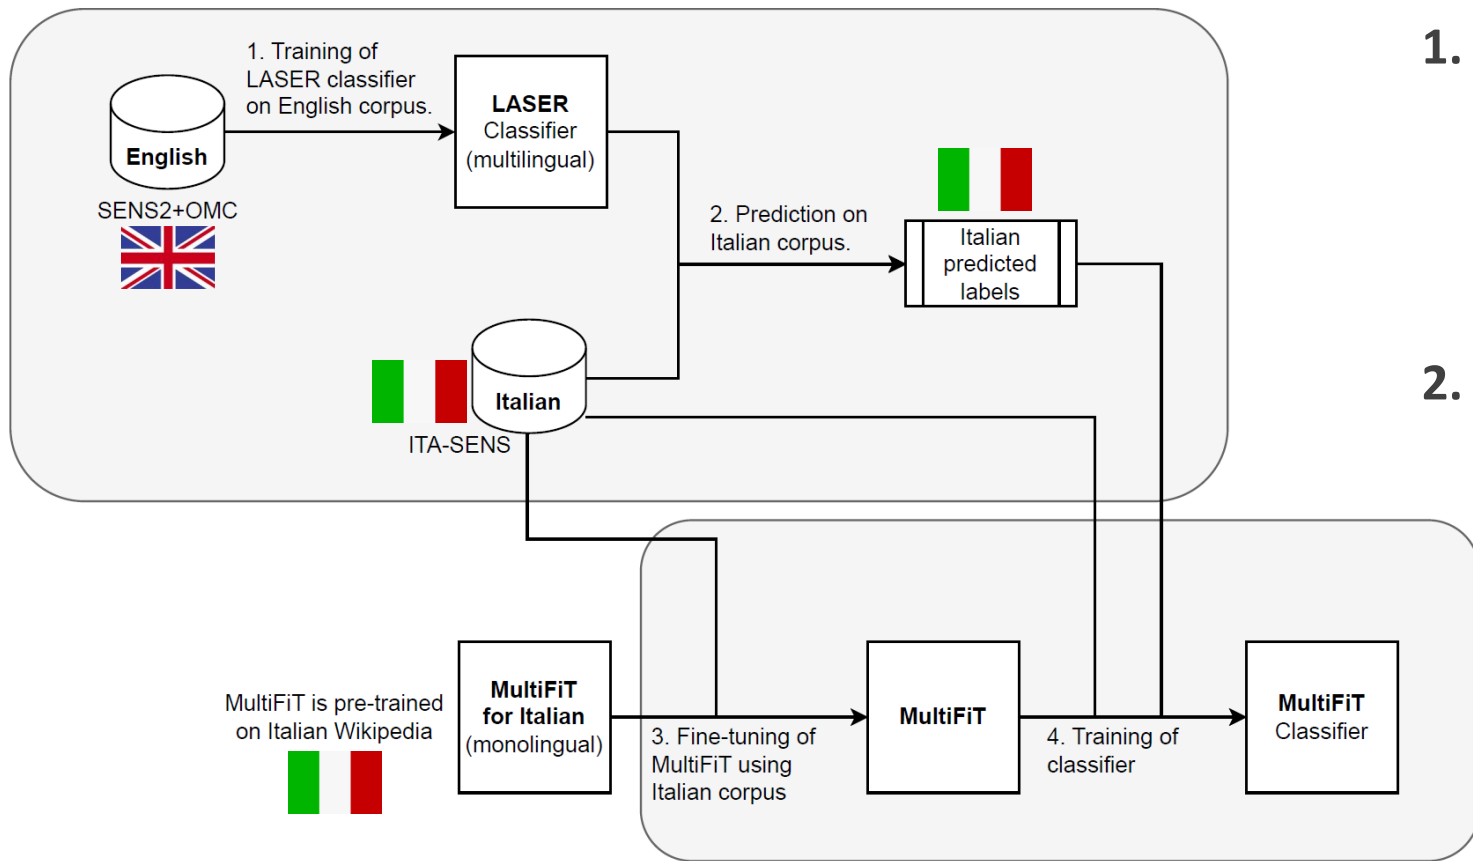 1. Training of
LASER classifier
on English corpus.
LASER
Classifier
(multilingual)
1.
English
SENS2+OMC
2. Prediction on
Italian corpus.
Italian
predicted
labels
Italian
ITA-SENS
2.
MultiFiT is pre-trained
on Italian Wikipedia
MultiFiT
for Italian
(monolingual)
3. Fine-tuning of
MultiFiT using
Italian corpus
MultiFiT
4. Training of
classifier
MultiFiT
Classifier